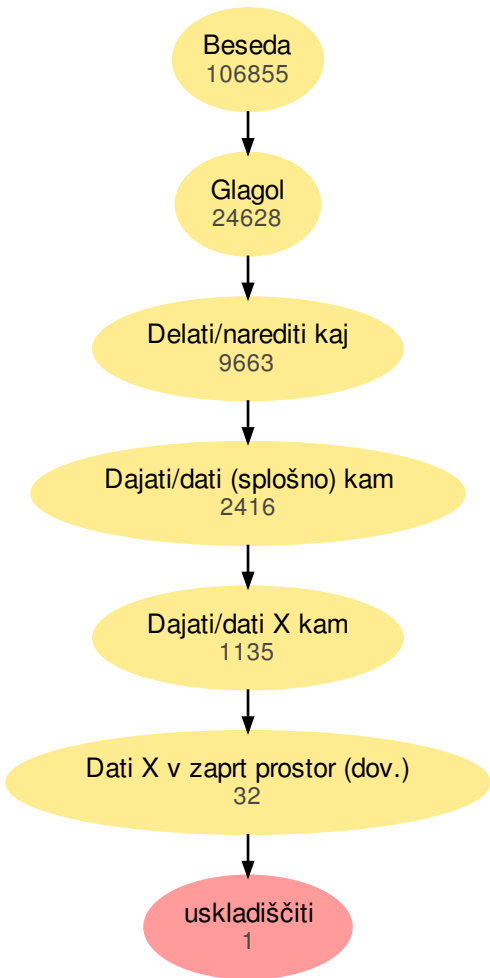 Beseda
106855
Glagol
24628
Delati/narediti kaj
9663
Dajati/dati (splošno) kam
2416
Dajati/dati X kam
1135
Dati X v zaprt prostor (dov.)
32
uskladiščiti
1